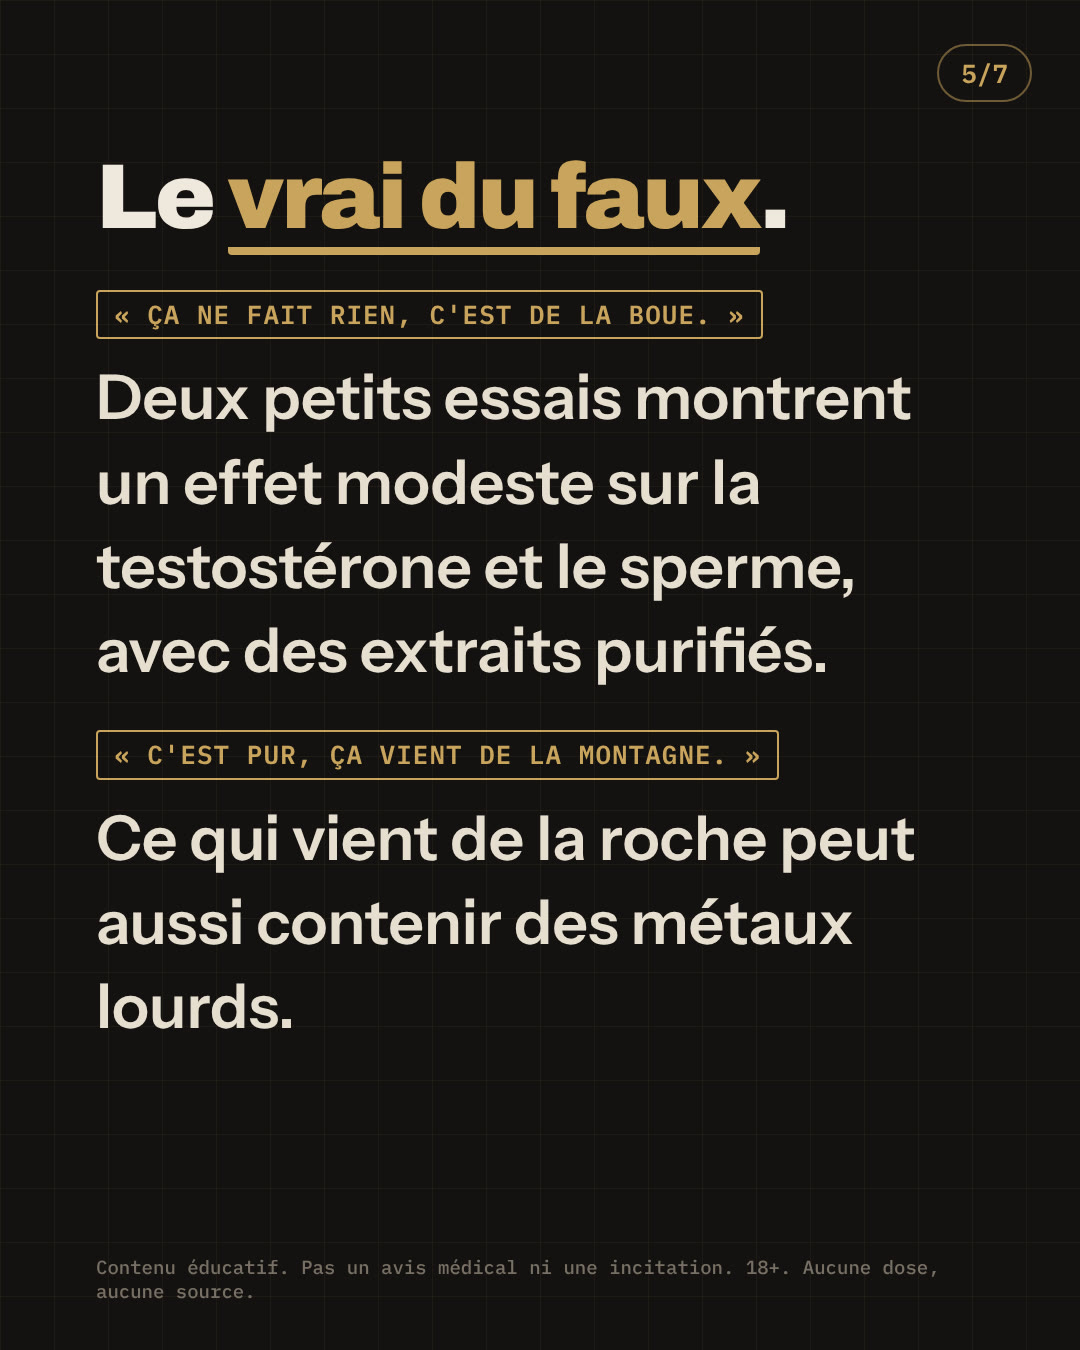 5/7
Le vrai du faux.
« ÇA NE FAIT RIEN, C'EST DE LA BOUE. »
Deux petits essais montrent
un effet modeste sur la
testostérone et le sperme,
avec des extraits purifiés.
« C'EST PUR, ÇA VIENT DE LA MONTAGNE. »
Ce qui vient de la roche peut
aussi contenir des métaux
lourds.
Contenu éducatif. Pas un avis médical ni une incitation. 18+. Aucune dose,
aucune source.